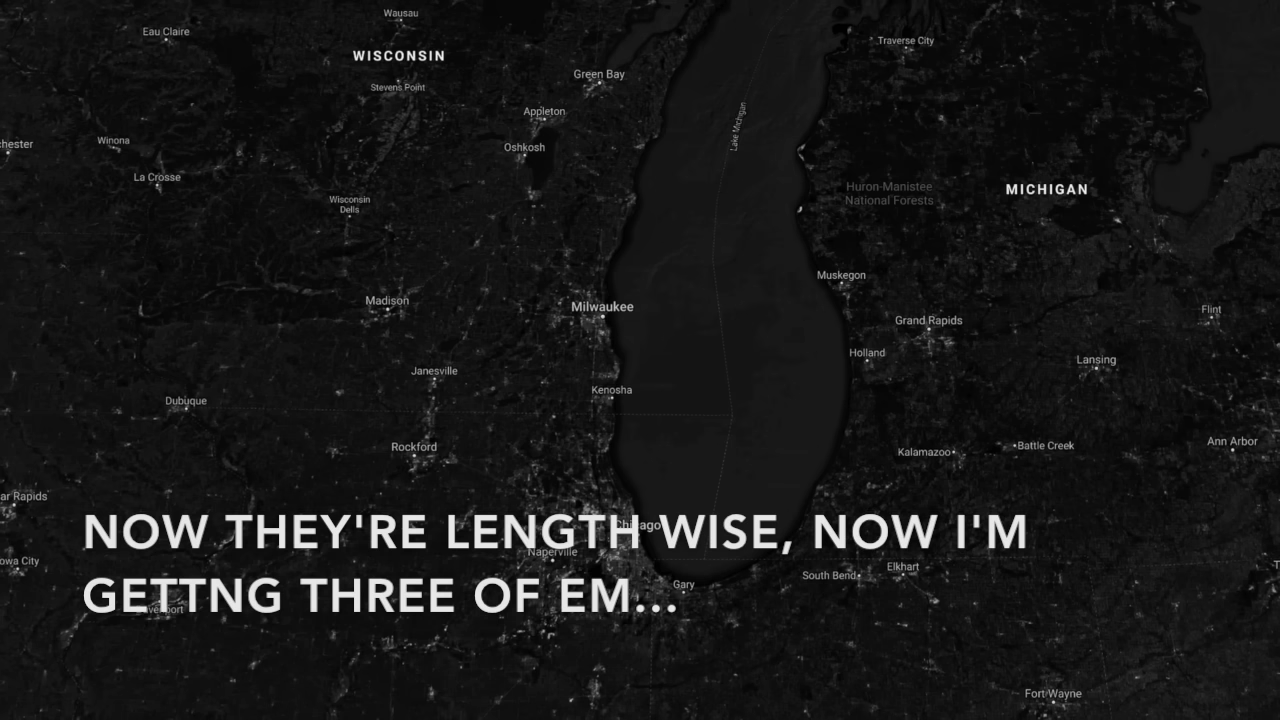 Wausau
Eau Claire
WISCONSIN
Traverse City
Green Bay
Stevens Point
Appleton
Lake Michigan
Winona
chester
Oshkosh
La Crosse
Huron-Manistee
National Forests
MICHIGAN
Wisconsin
Dells
Muskegon
Madison
Milwaukee
Flint
Grand Rapids
Holland
Lansing
Janesville
Kenosha
Dubuque
Ann Arbor
Rockford
Battle Creek
Kalamazoo
ar Rapids
Chicago
NOW THEY'RE LENGTH WISE, NOW I'M
Naperville
owa City
Elkhart
South Bend
Gary
GETTNG THREE OF EM...
Fort Wayne